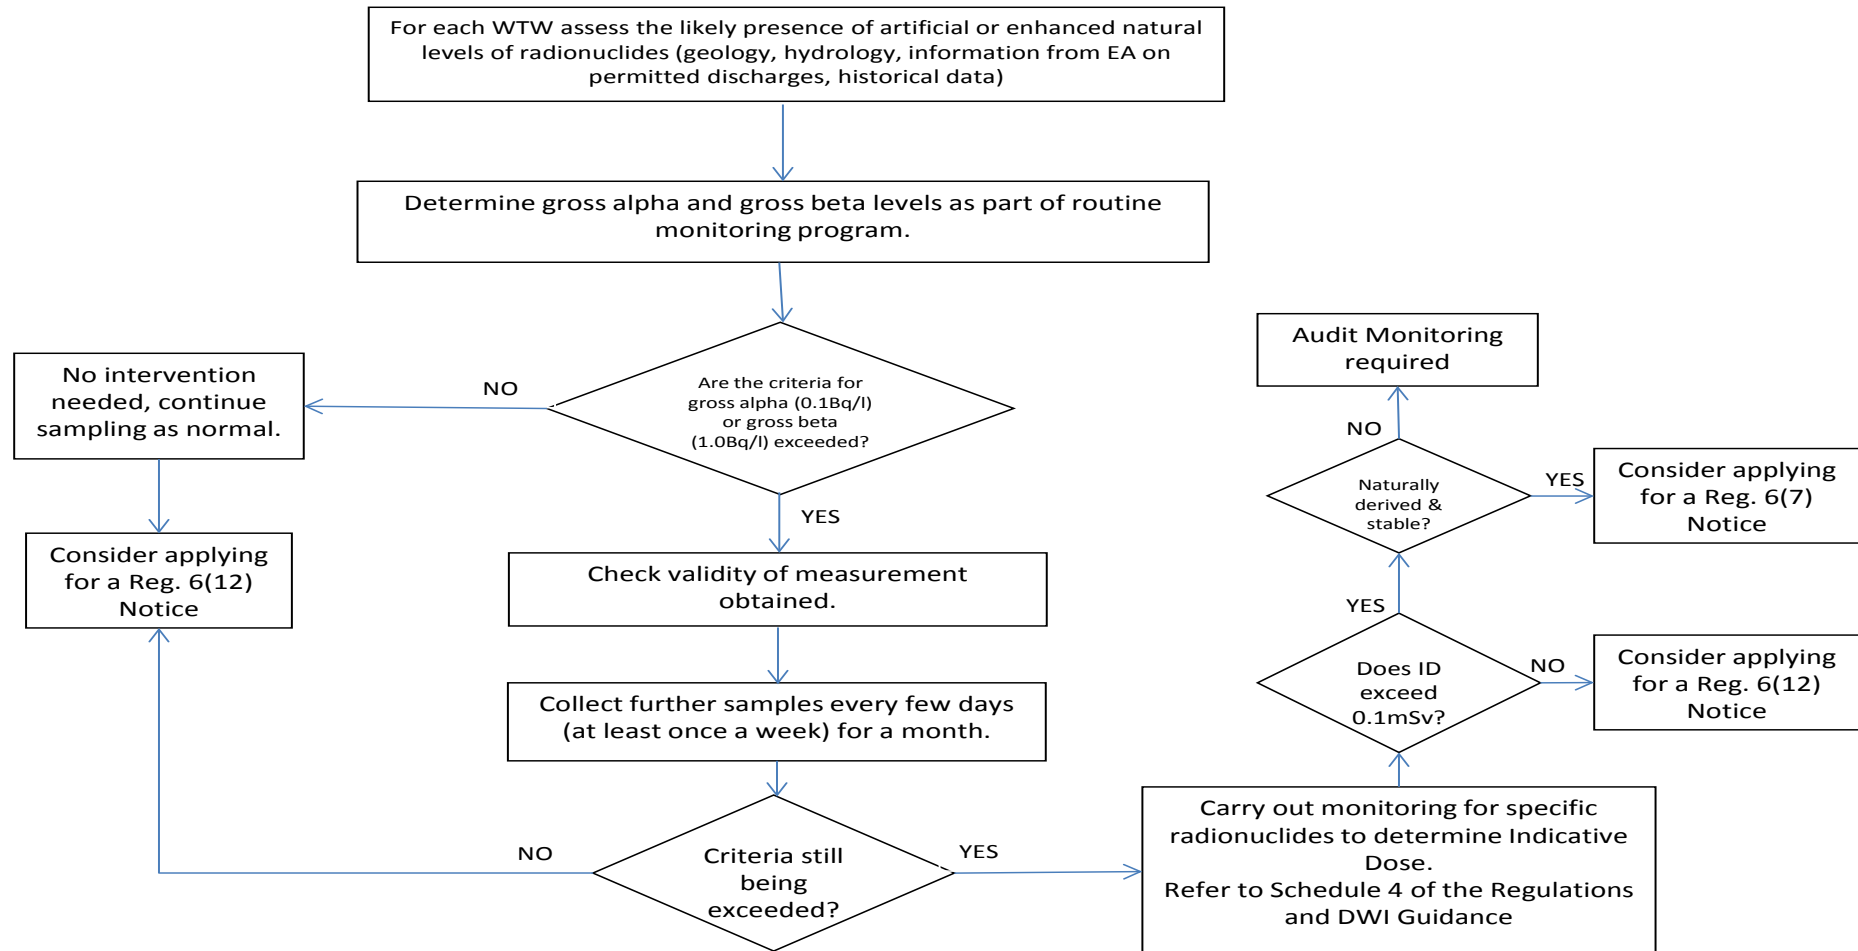 For each WTW assess the likely presence of artificial or enhanced natural
levels of radionuclides (geology, hydrology, information from EA on
permitted discharges, historical data)
Determine gross alpha and gross beta levels as part of routine
monitoring program.
Are the criteria for
gross alpha (0.1Bq/l)
or gross beta
(1.0Bq/l) exceeded?
NO
No intervention
needed, continue
sampling as normal.
Consider applying
for a Reg. 6(12)
Notice
YES
Check validity of measurement
obtained.
Collect further samples every few days
(at least once a week) for a month.
Criteria still
being
exceeded?
NO
YES
Carry out monitoring for specific
radionuclides to determine Indicative
Dose.
Refer to Schedule 4 of the Regulations
and DWI Guidance
Does ID
exceed
0.1mSv?
NO
Consider applying
for a Reg. 6(12)
Notice
YES
Naturally
derived &
stable?
YES
Consider applying
for a Reg. 6(7)
Notice
NO
Audit Monitoring
required